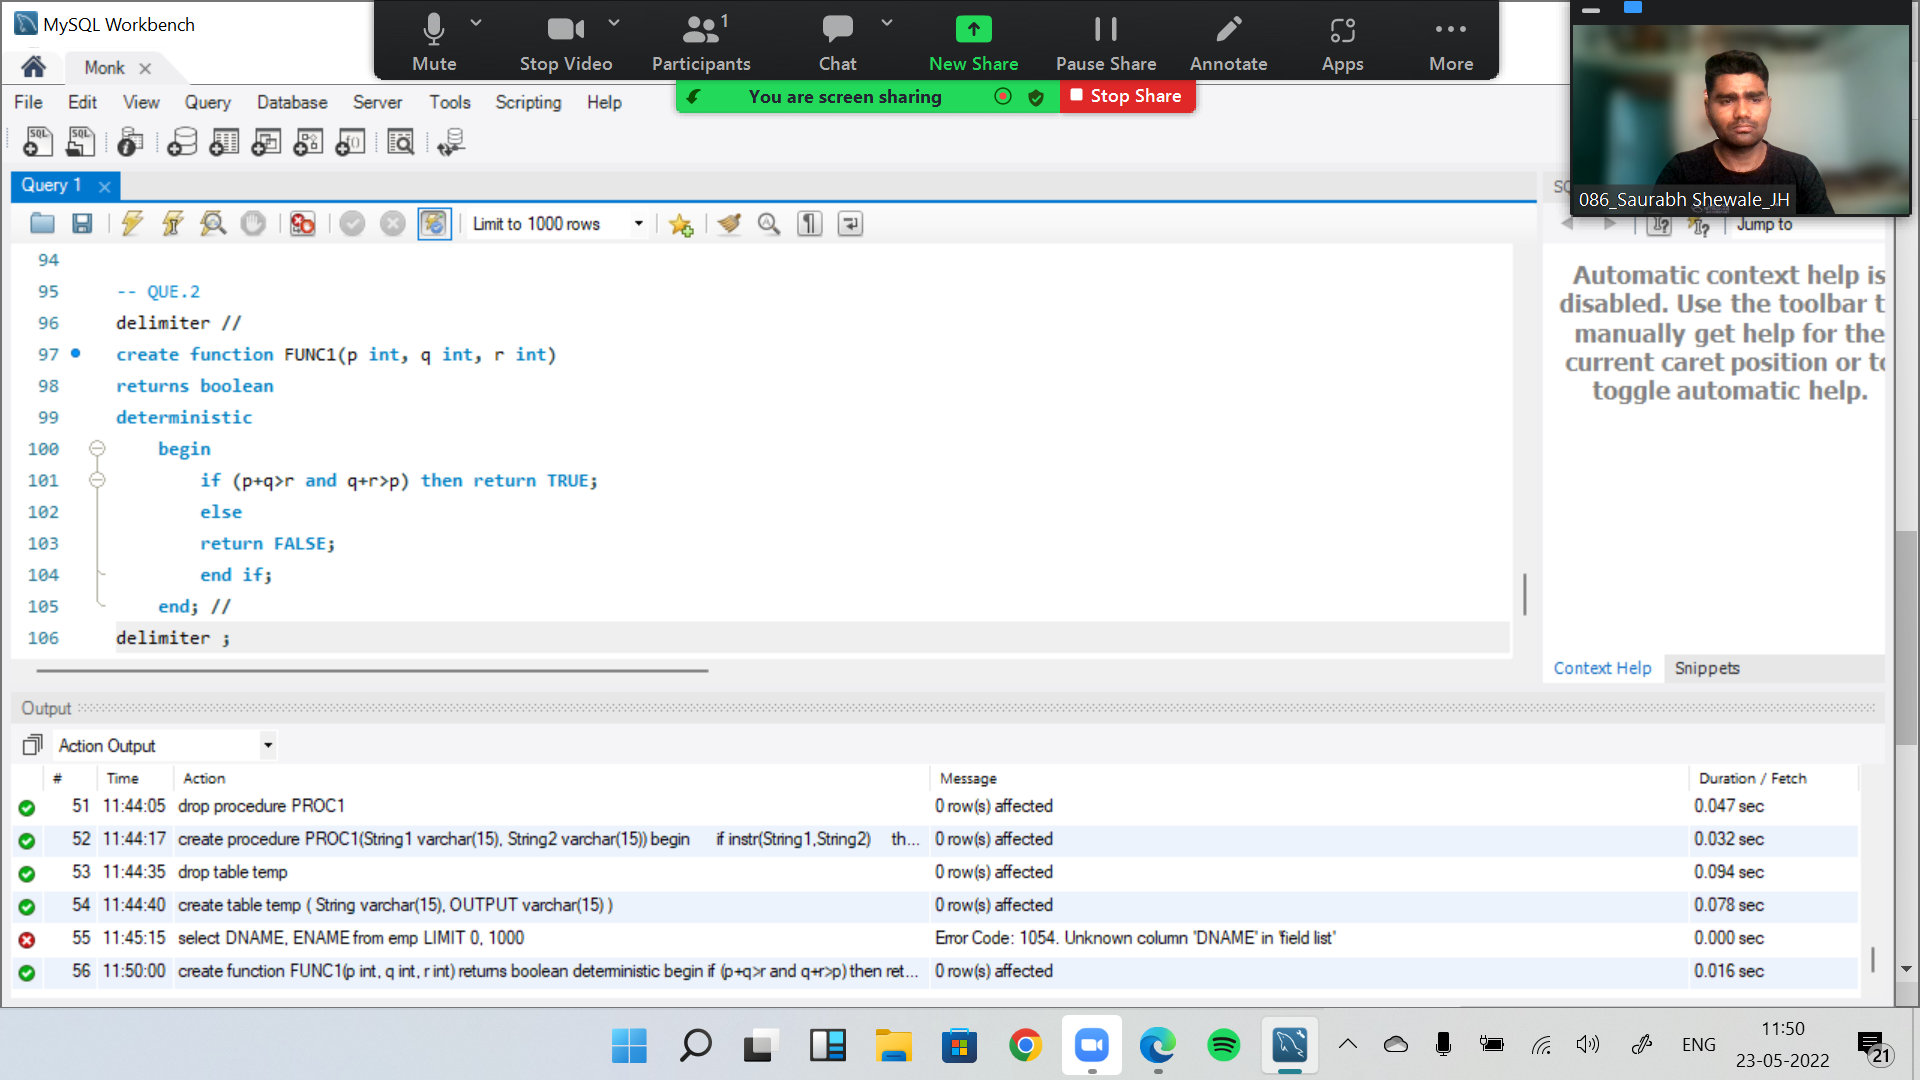 MySQL Workbench
Mute
Stop Video
Participants
1
Chat
New Share
Pause Share
Annotate
Apps
More
You are screen sharing
Stop Share
086_Saurabh Shewale_JH
Monk
File Edit View Query Database Server Tools Scripting Help
Query 1
Limit to 1000 rows
Jump to
94
95 -- QUE.2
96 delimiter //
97 create function FUNC1(p int, q int, r int)
98 returns boolean
99 deterministic
100 begin
101 if (p+q>r and q+r>p) then return TRUE;
102 else
103 return FALSE;
104 end if;
105 end; //
106 delimiter ;
Automatic context help is
disabled. Use the toolbar t
manually get help for the
current caret position or to
toggle automatic help.
Context Help Snippets
Output
Action Output
# Time Action Message Duration / Fetch
51 11:44:05 drop procedure PROC1 0 row(s) affected 0.047 sec
52 11:44:17 create procedure PROC1(String1 varchar(15), String2 varchar(15)) begin if instr(String1,String2) th... 0 row(s) affected 0.032 sec
53 11:44:35 drop table temp 0 row(s) affected 0.094 sec
54 11:44:40 create table temp ( String varchar(15), OUTPUT varchar(15) ) 0 row(s) affected 0.078 sec
55 11:45:15 select DNAME, ENAME from emp LIMIT 0, 1000 Error Code: 1054. Unknown column 'DNAME' in 'field list' 0.000 sec
56 11:50:00 create function FUNC1(p int, q int, r int) returns boolean deterministic begin if (p+q>r and q+r>p) then ret... 0 row(s) affected 0.016 sec
ENG
11:50
23-05-2022
21